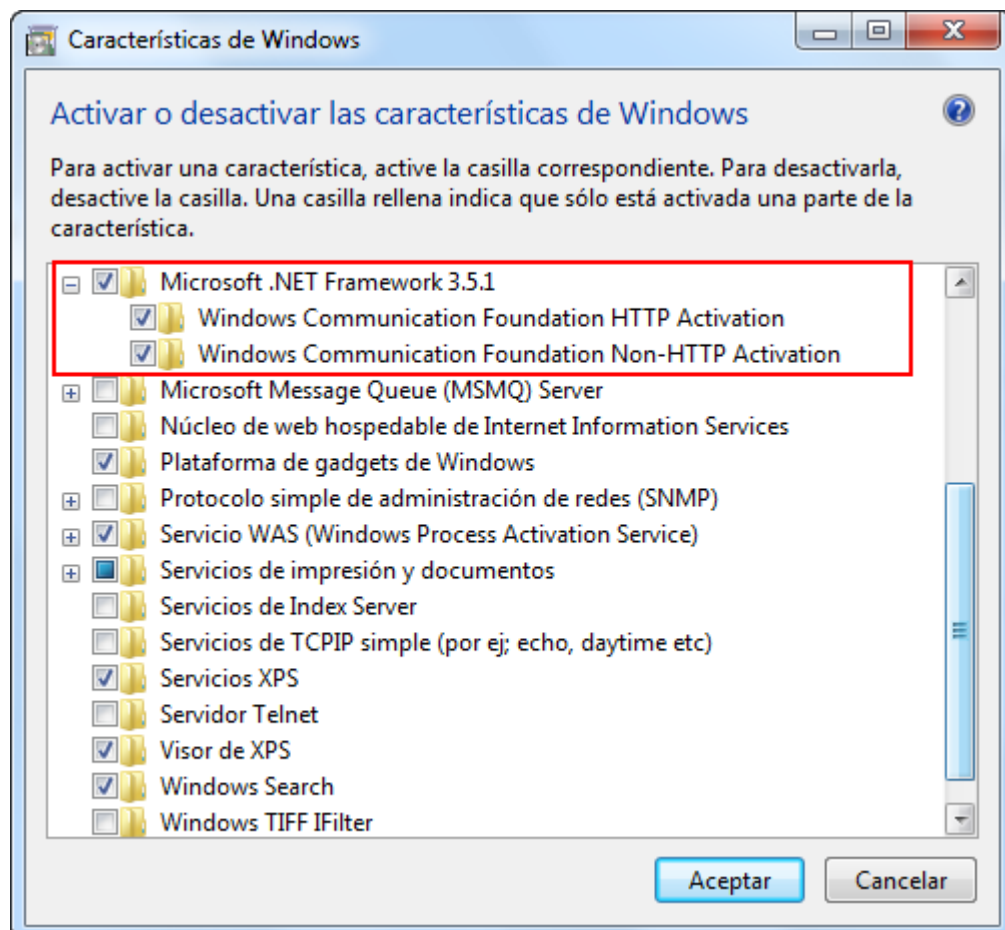 Características de Windows
Activar o desactivar las características de Windows
Para activar una característica, active la casilla correspondiente. Para desactivarla,
desactive la casilla. Una casilla rellena indica que sólo está activada una parte de la
característica.
Microsoft .NET Framework 3.5.1
Windows Communication Foundation HTTP Activation
Windows Communication Foundation Non-HTTP Activation
Microsoft Message Queue (MSMQ) Server
Núcleo de web hospedable de Internet Information Services
Plataforma de gadgets de Windows
Protocolo simple de administración de redes (SNMP)
Servicio WAS (Windows Process Activation Service)
Servicios de impresión y documentos
Servicios de Index Server
Servicios de TCPIP simple (por ej; echo, daytime etc)
Servicios XPS
Servidor Telnet
Visor de XPS
Windows Search
Windows TIFF IFilter
Aceptar Cancelar